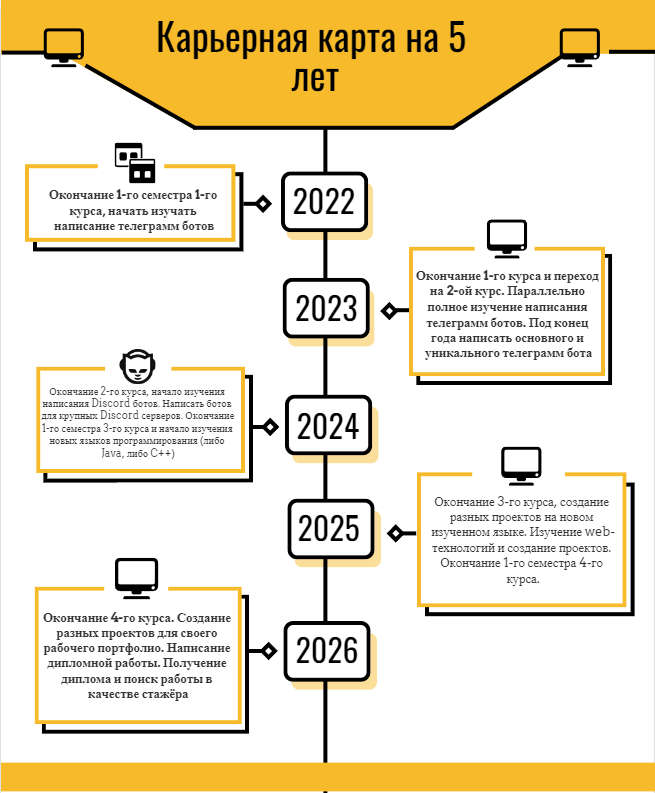 Карьерная карта на 5
лет
2022
Окончание 1-го семестра 1-го
курса, начать изучать
написание телеграмм ботов
2023
Окончание 1-го курса и переход
на 2-ой курс. Параллельно
полное изучение написания
телеграмм ботов. Под конец
года написать основного и
уникального телеграмм бота
2024
Окончание 2-го курса, начало изучения
написания Discord ботов. Написать ботов
для крупных Discord серверов. Окончание
1-го семестра 3-го курса и начало изучения
новых языков программирования (либо
Java, либо C++)
2025
Окончание 3-го курса, создание
разных проектов на новом
изученном языке. Изучение web-
технологий и создание проектов.
Окончание 1-го семестра 4-го
курса.
2026
Окончание 4-го курса. Создание
разных проектов для своего
рабочего портфолио. Написание
дипломной работы. Получение
диплома и поиск работы в
качестве стажёра